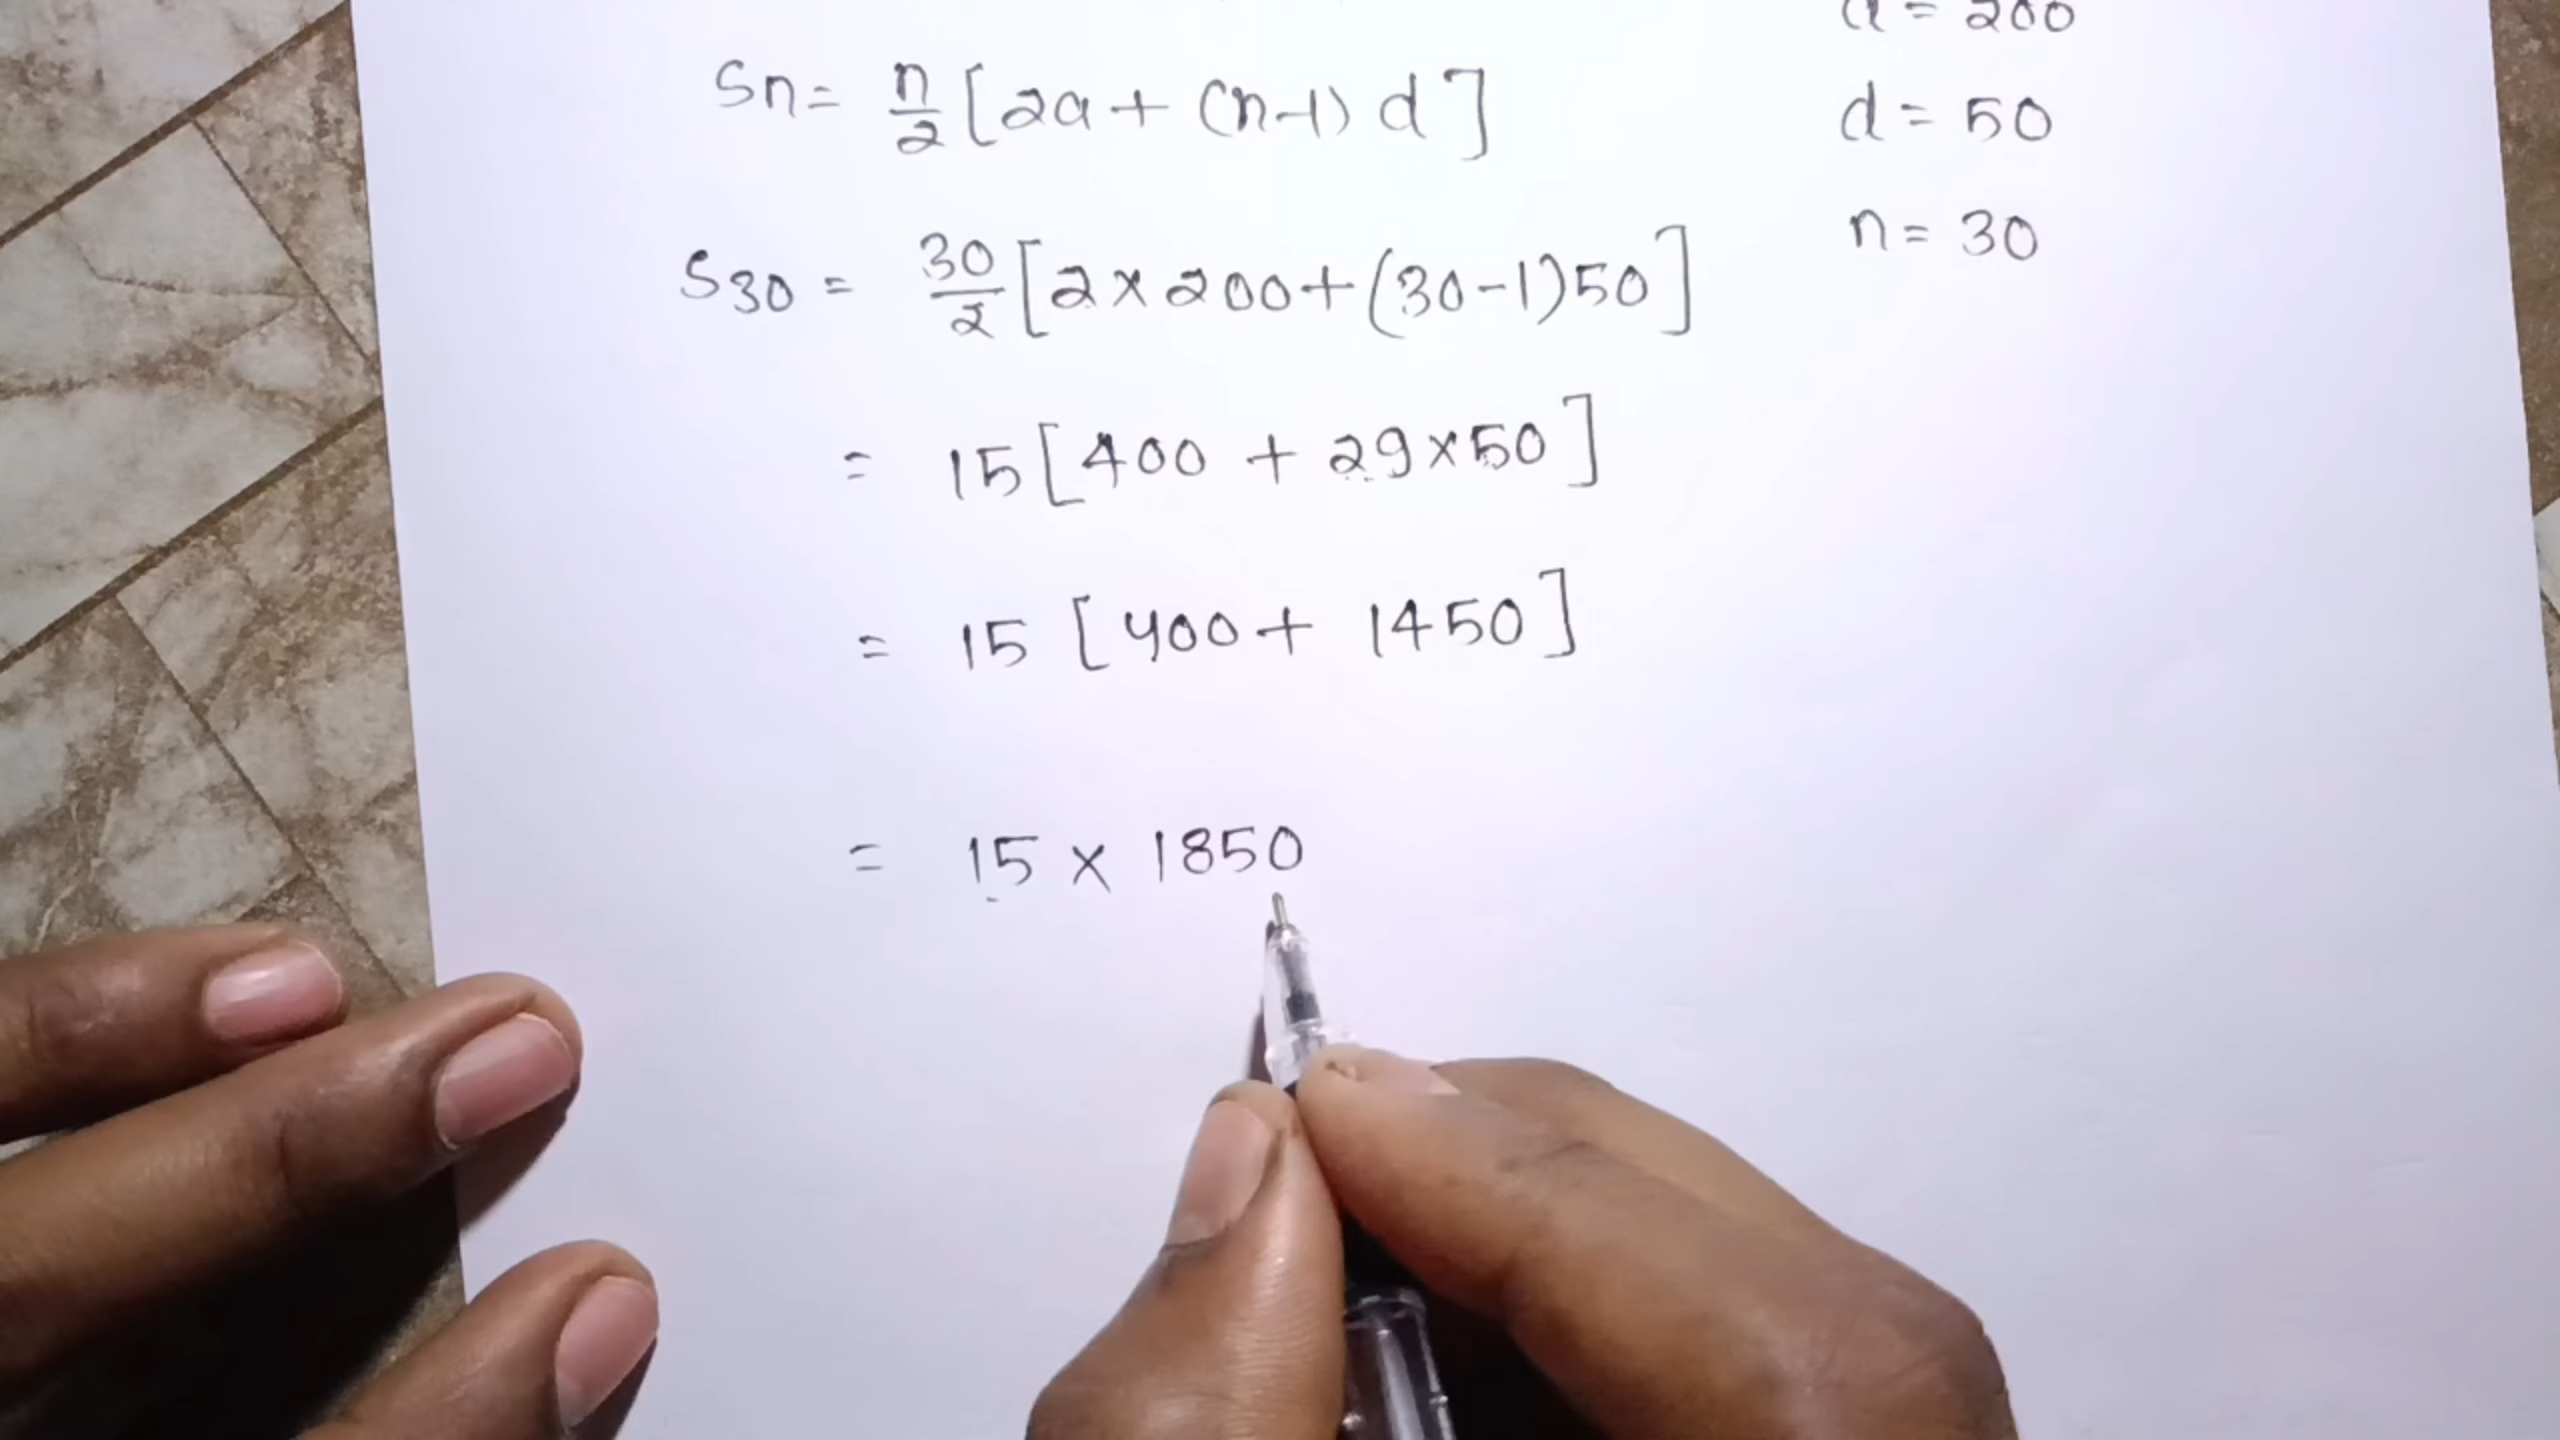 a = 200
Sn = n/2 [2a + (n-1) d]
d = 50
n = 30
S30 = 30/2 [2 × 200 + (30-1)50]
= 15 [400 + 29×50]
= 15 [400 + 1450]
= 15 × 1850